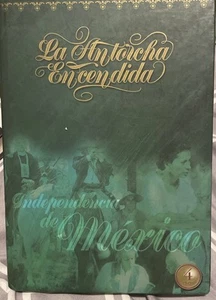 La Antorcha
Encendida
Independencia
de México
4